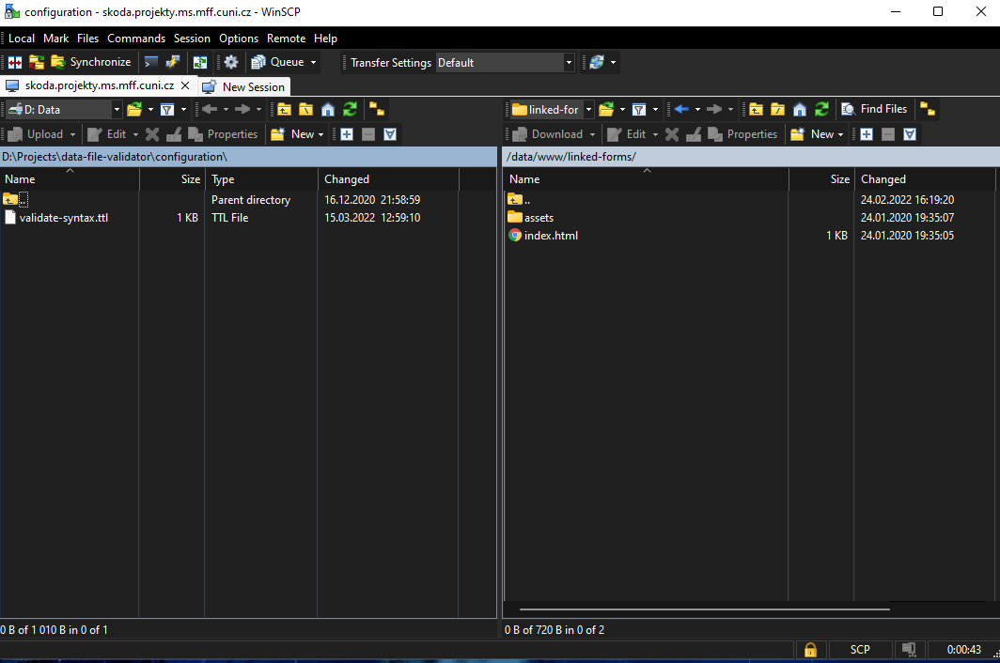 configuration - skoda.projekty.ms.mff.cuni.cz - WinSCP
Local Mark Files Commands Session Options Remote Help
Synchronize Queue Transfer Settings Default
skoda.projekty.ms.mff.cuni.cz New Session
D: Data
linked-for Find Files
Upload Edit Properties New
Download Edit Properties New
D:\Projects\data-file-validator\configuration\
Name Size Type Changed
.. Parent directory 16.12.2020 21:58:59
validate-syntax.ttl 1 KB TTL File 15.03.2022 12:59:10
0 B of 1 010 B in 0 of 1
/data/www/linked-forms/
Name Size Changed
.. 24.02.2022 16:19:20
assets 24.01.2020 19:35:07
index.html 1 KB 24.01.2020 19:35:05
0 B of 720 B in 0 of 2
SCP 0:00:43